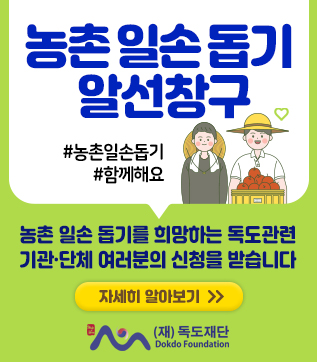 농촌 일손 돕기
알선창구
#농촌일손돕기
#함께해요
농촌 일손 돕기를 희망하는 독도관련
기관·단체 여러분의 신청을 받습니다
자세히 알아보기 >>
(재) 독도재단
Dokdo Foundation